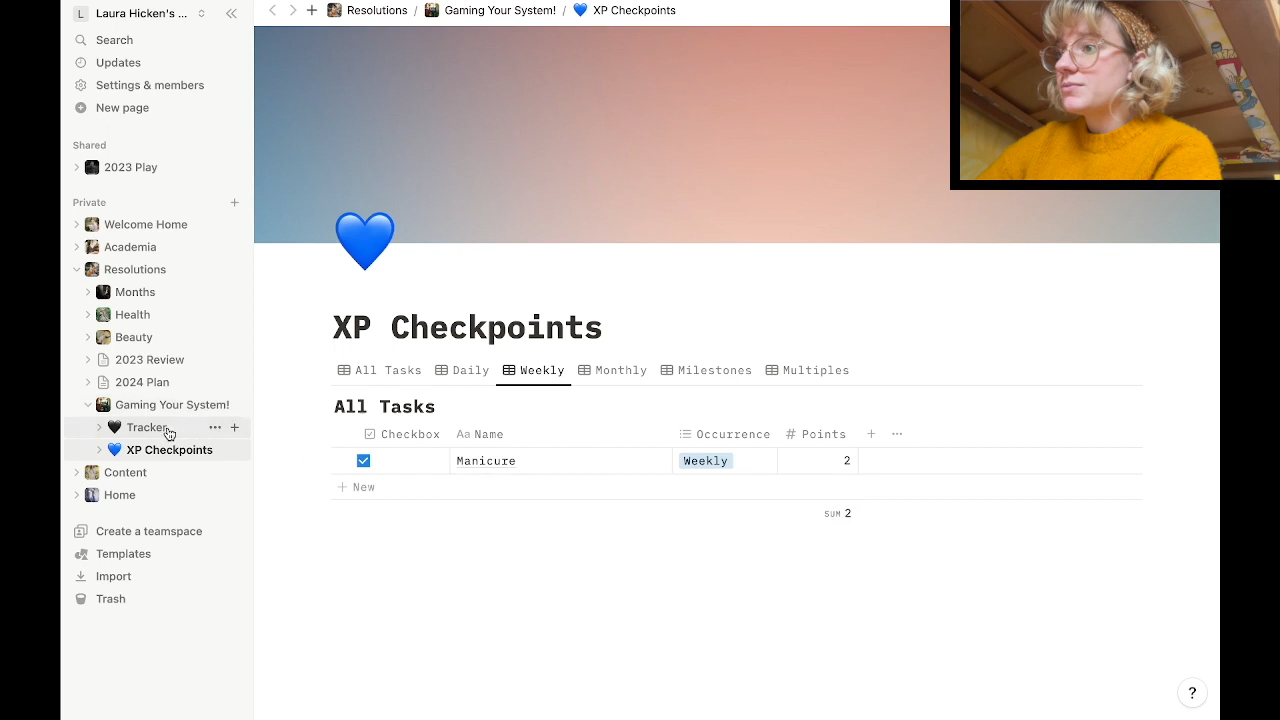 L Laura Hicken's ...
Search
Updates
Settings & members
New page
Shared
2023 Play
Private
Welcome Home
Academia
Resolutions
Months
Health
Beauty
2023 Review
2024 Plan
Gaming Your System!
Tracker
XP Checkpoints
Content
Home
Create a teamspace
Templates
Import
Trash
Resolutions / Gaming Your System! / XP Checkpoints
XP Checkpoints
All Tasks Daily Weekly Monthly Milestones Multiples
All Tasks
Checkbox Aa Name Occurrence # Points
Manicure Weekly 2
New
SUM 2
?